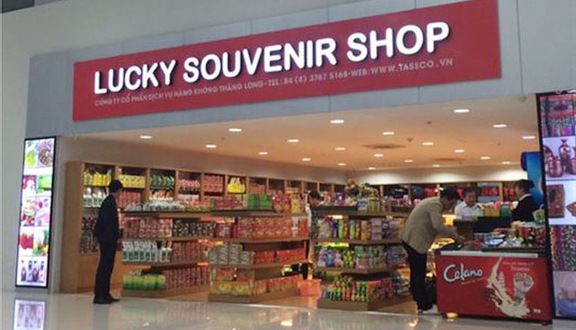 LUCKY SOUVENIR SHOP
CÔNG TY CỔ PHẦN DỊCH VỤ HÀNG KHÔNG THĂNG LONG-TEL: 84 (4) 3767 5168-WEB:WWW.TASECO.VN
Celano